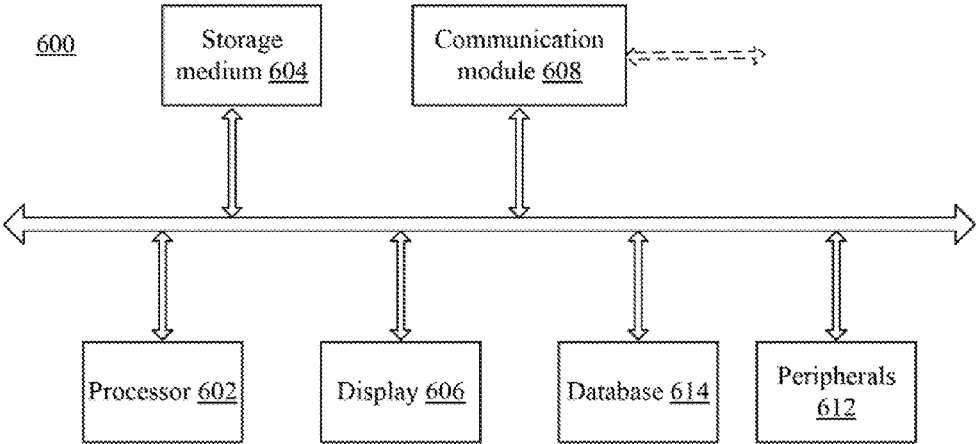 600
Storage
medium 604
Communication
module 608
Processor 602
Display 606
Database 614
Peripherals
612